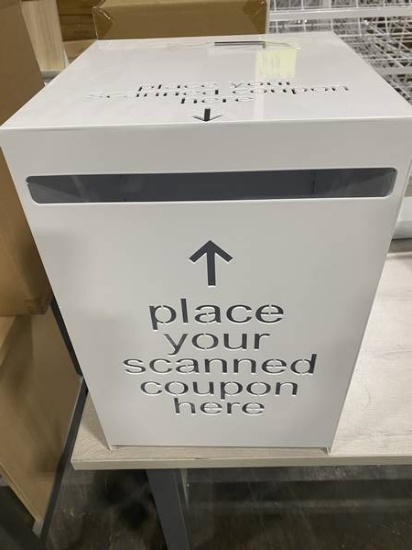 place your
scanned coupon
here
↓
↑
place
your
scanned
coupon
here